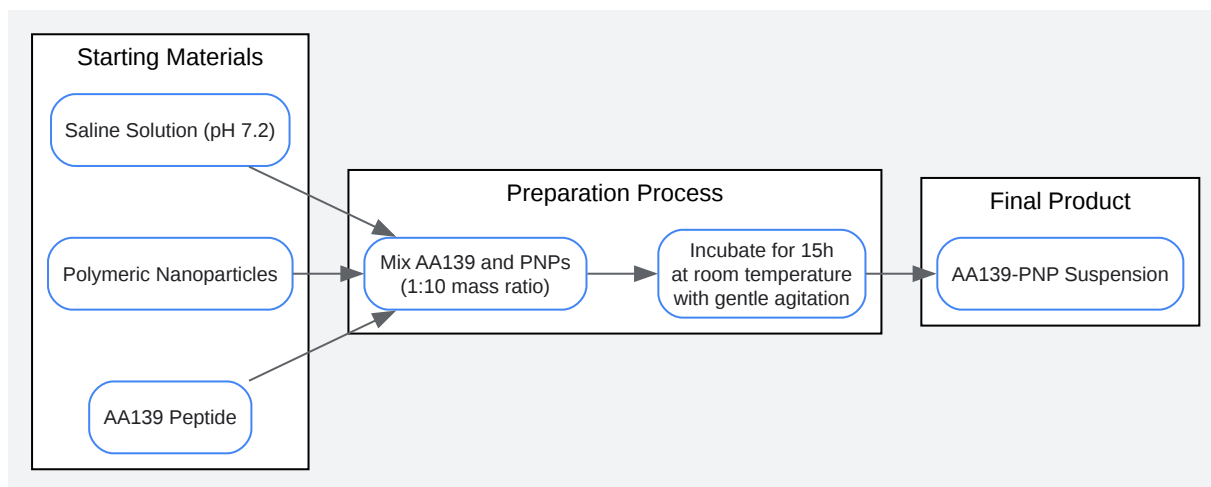 Starting Materials
Saline Solution (pH 7.2)
Polymeric Nanoparticles
AA139 Peptide
Preparation Process
Mix AA139 and PNPs
(1:10 mass ratio)
Incubate for 15h
at room temperature
with gentle agitation
Final Product
AA139-PNP Suspension